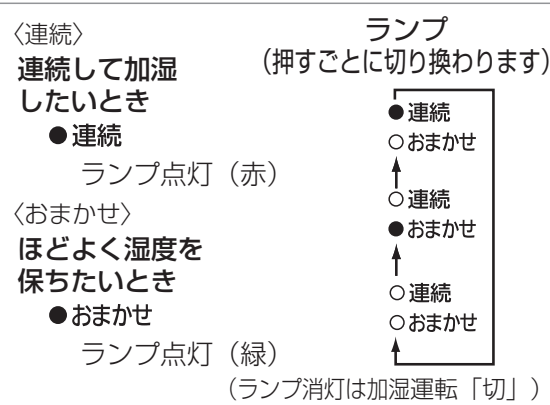 〈連続〉
連続して加湿
したいとき
●連続
ランプ点灯（赤）
〈おまかせ〉
ほどよく湿度を
保ちたいとき
●おまかせ
ランプ点灯（緑）
ランプ
（押すごとに切り換わります）
●連続
○おまかせ
○連続
●おまかせ
○連続
○おまかせ
（ランプ消灯は加湿運転「切」）